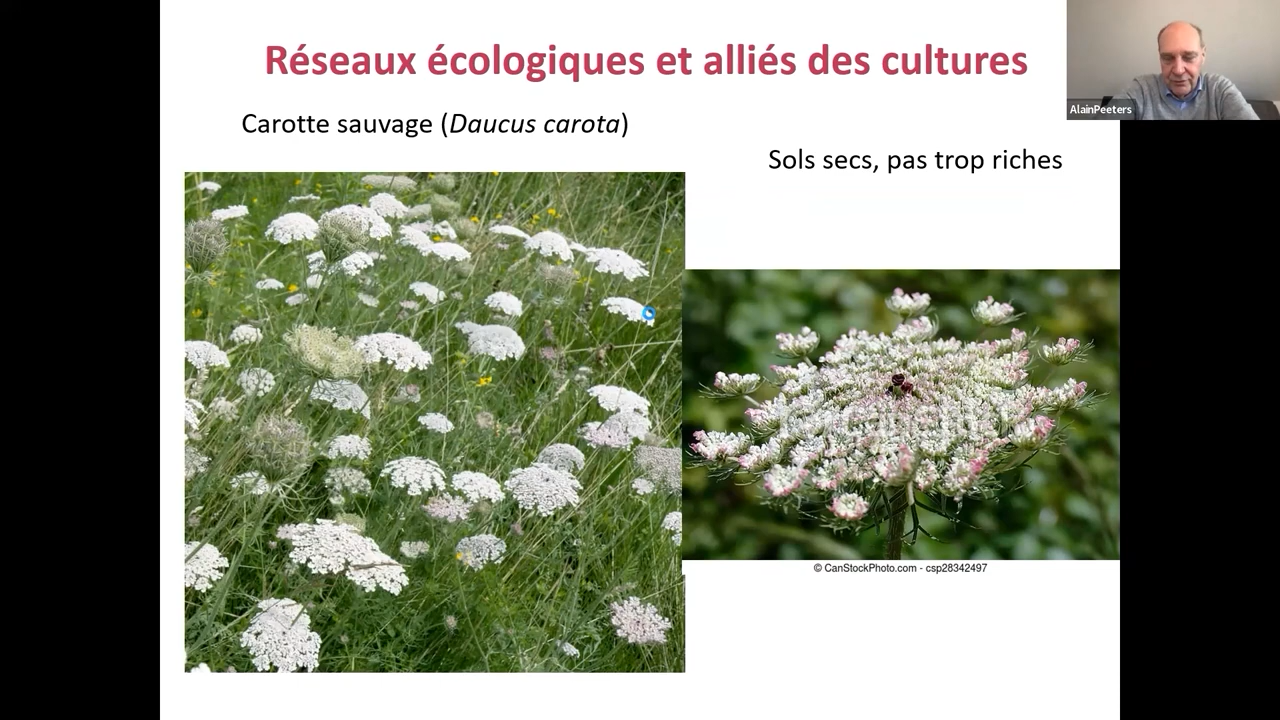 Réseaux écologiques et alliés des cultures
AlainPeeters
Carotte sauvage (Daucus carota)
Sols secs, pas trop riches
© CanStockPhoto.com - csp28342497